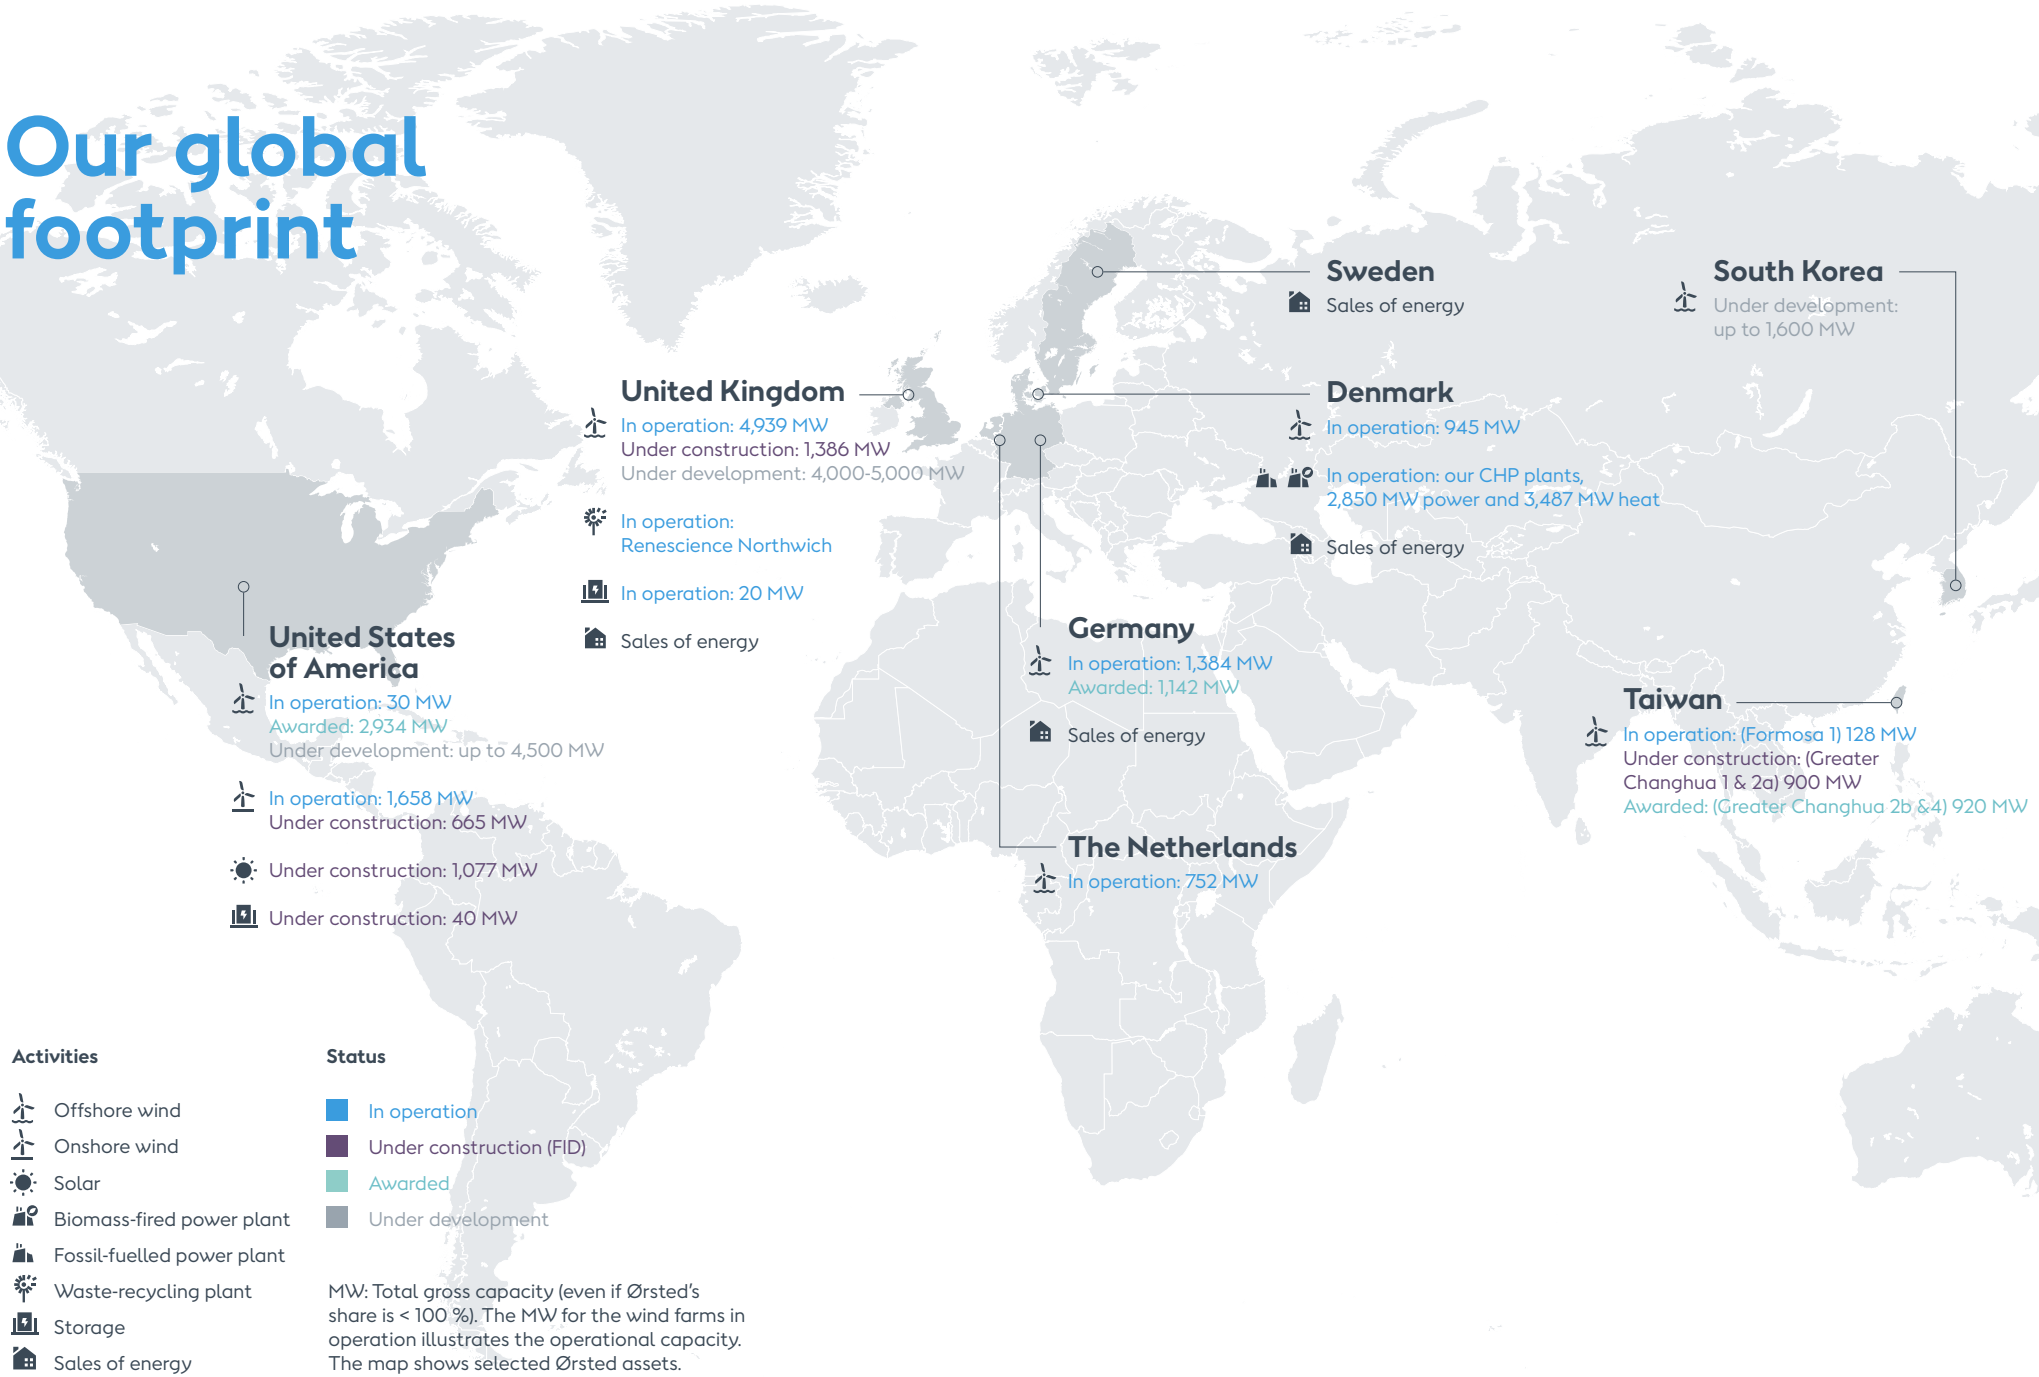 Our global
footprint
Sweden
Sales of energy
South Korea
Under development:
up to 1,600 MW
United Kingdom
In operation: 4,939 MW
Under construction: 1,386 MW
Under development: 4,000-5,000 MW
In operation:
Renescience Northwich
In operation: 20 MW
Sales of energy
Denmark
In operation: 945 MW
In operation: our CHP plants,
2,850 MW power and 3,487 MW heat
Sales of energy
United States
of America
In operation: 30 MW
Awarded: 2,934 MW
Under development: up to 4,500 MW
In operation: 1,658 MW
Under construction: 665 MW
Under construction: 1,077 MW
Under construction: 40 MW
Germany
In operation: 1,384 MW
Awarded: 1,142 MW
Sales of energy
The Netherlands
In operation: 752 MW
Taiwan
In operation: (Formosa 1) 128 MW
Under construction: (Greater
Changhua 1 & 2a) 900 MW
Awarded: (Greater Changhua 2b &4) 920 MW
Activities
Offshore wind
Onshore wind
Solar
Biomass-fired power plant
Fossil-fuelled power plant
Waste-recycling plant
Storage
Sales of energy
Status
In operation
Under construction (FID)
Awarded
Under development
MW: Total gross capacity (even if Ørsted's
share is < 100 %). The MW for the wind farms in
operation illustrates the operational capacity.
The map shows selected Ørsted assets.